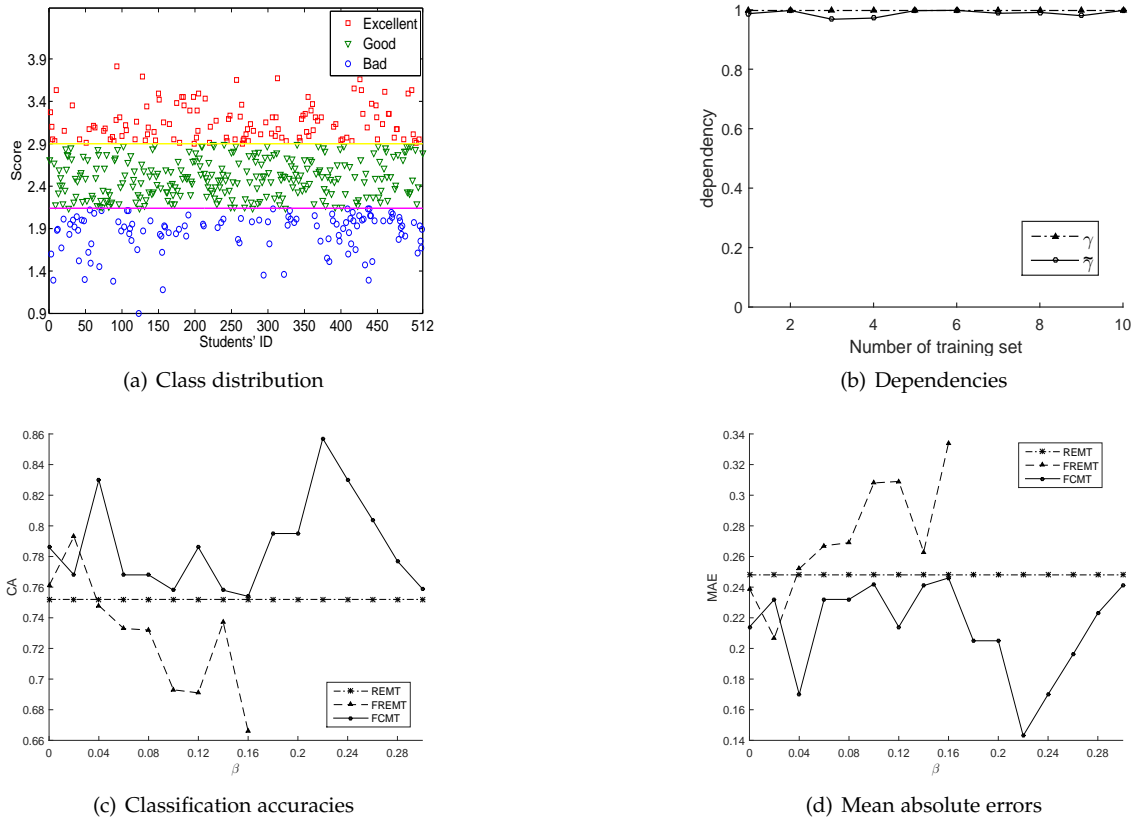 Excellent
Good
Bad
3.9
3.4
2.9
2.4
1.9
1.4
0.9
Score
0 50 100 150 200 250 300 350 400 450 512
Students' ID
(a) Class distribution
1
0.8
0.6
0.4
0.2
0
dependency
γ
γ̃
2 4 6 8 10
Number of training set
(b) Dependencies
0.86
0.84
0.82
0.8
0.78
0.76
0.74
0.72
0.7
0.68
0.66
CA
REMT
FREMT
FCMT
0 0.04 0.08 0.12 0.16 0.2 0.24 0.28
β
(c) Classification accuracies
0.34
0.32
0.3
0.28
0.26
0.24
0.22
0.2
0.18
0.16
0.14
MAE
REMT
FREMT
FCMT
0 0.04 0.08 0.12 0.16 0.2 0.24 0.28
β
(d) Mean absolute errors